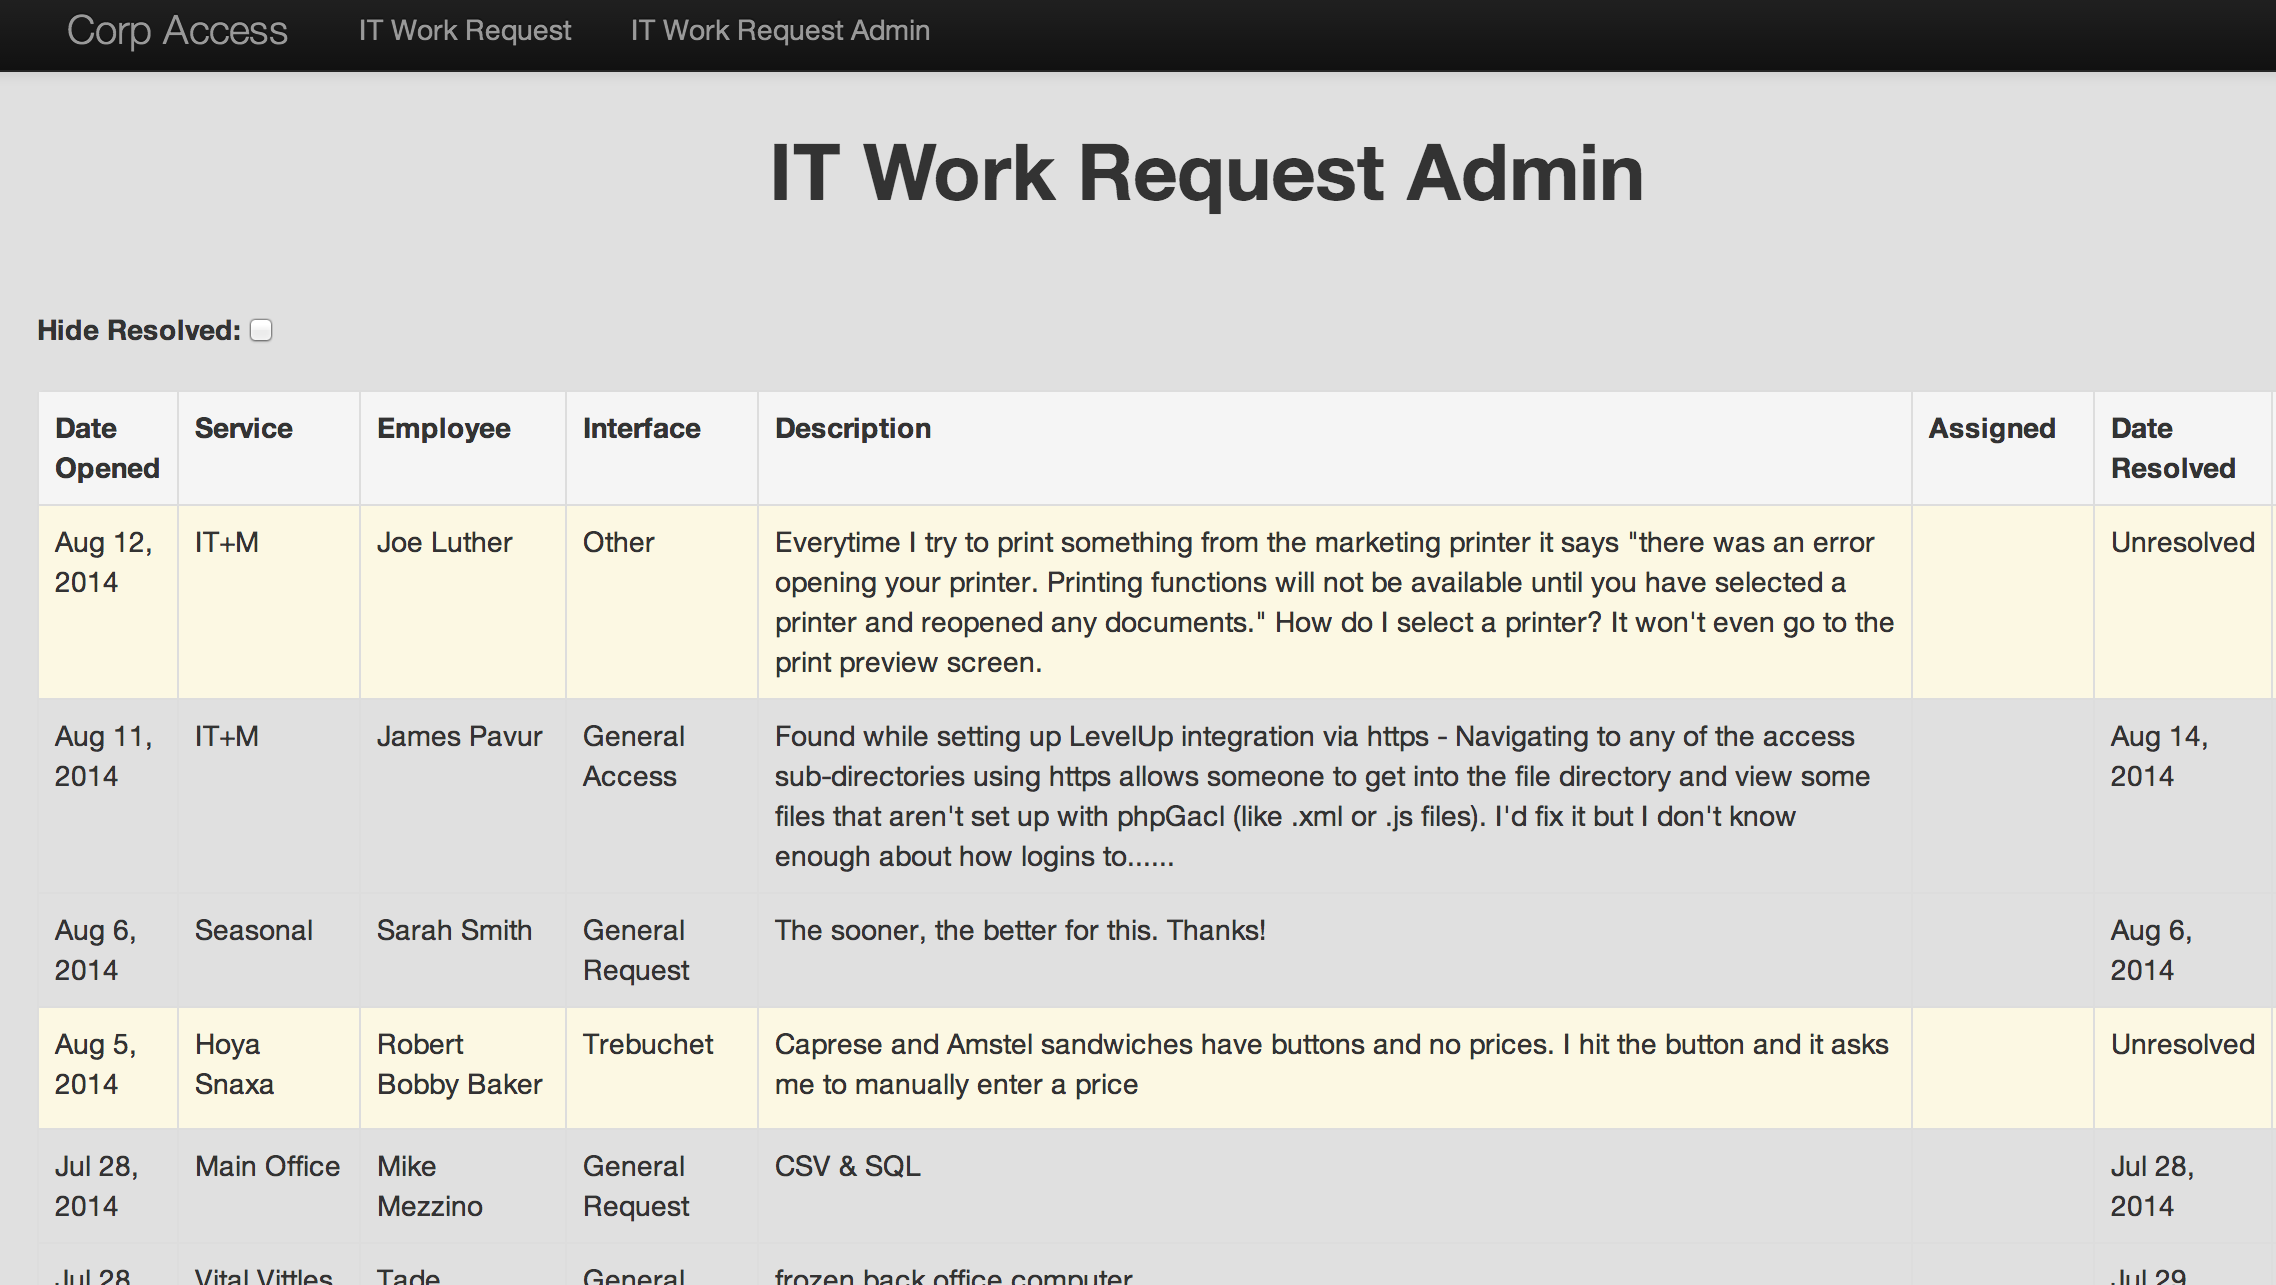 Corp Access IT Work Request IT Work Request Admin
IT Work Request Admin
Hide Resolved:
Date Opened Service Employee Interface Description Assigned Date Resolved
Aug 12, 2014 IT+M Joe Luther Other
Everytime I try to print something from the marketing printer it says "there was an error
opening your printer. Printing functions will not be available until you have selected a
printer and reopened any documents." How do I select a printer? It won't even go to the
print preview screen.
Unresolved
Aug 11, 2014 IT+M James Pavur General Access
Found while setting up LevelUp integration via https - Navigating to any of the access
sub-directories using https allows someone to get into the file directory and view some
files that aren't set up with phpGacl (like .xml or .js files). I'd fix it but I don't know
enough about how logins to......
Aug 14, 2014
Aug 6, 2014 Seasonal Sarah Smith General Request
The sooner, the better for this. Thanks!
Aug 6, 2014
Aug 5, 2014 Hoya Snaxa Robert Bobby Baker Trebuchet
Caprese and Amstel sandwiches have buttons and no prices. I hit the button and it asks
me to manually enter a price
Unresolved
Jul 28, 2014 Main Office Mike Mezzino General Request
CSV & SQL
Jul 28, 2014
Jul 28 Vital Vittles Tade General frozen back office computer Jul 29